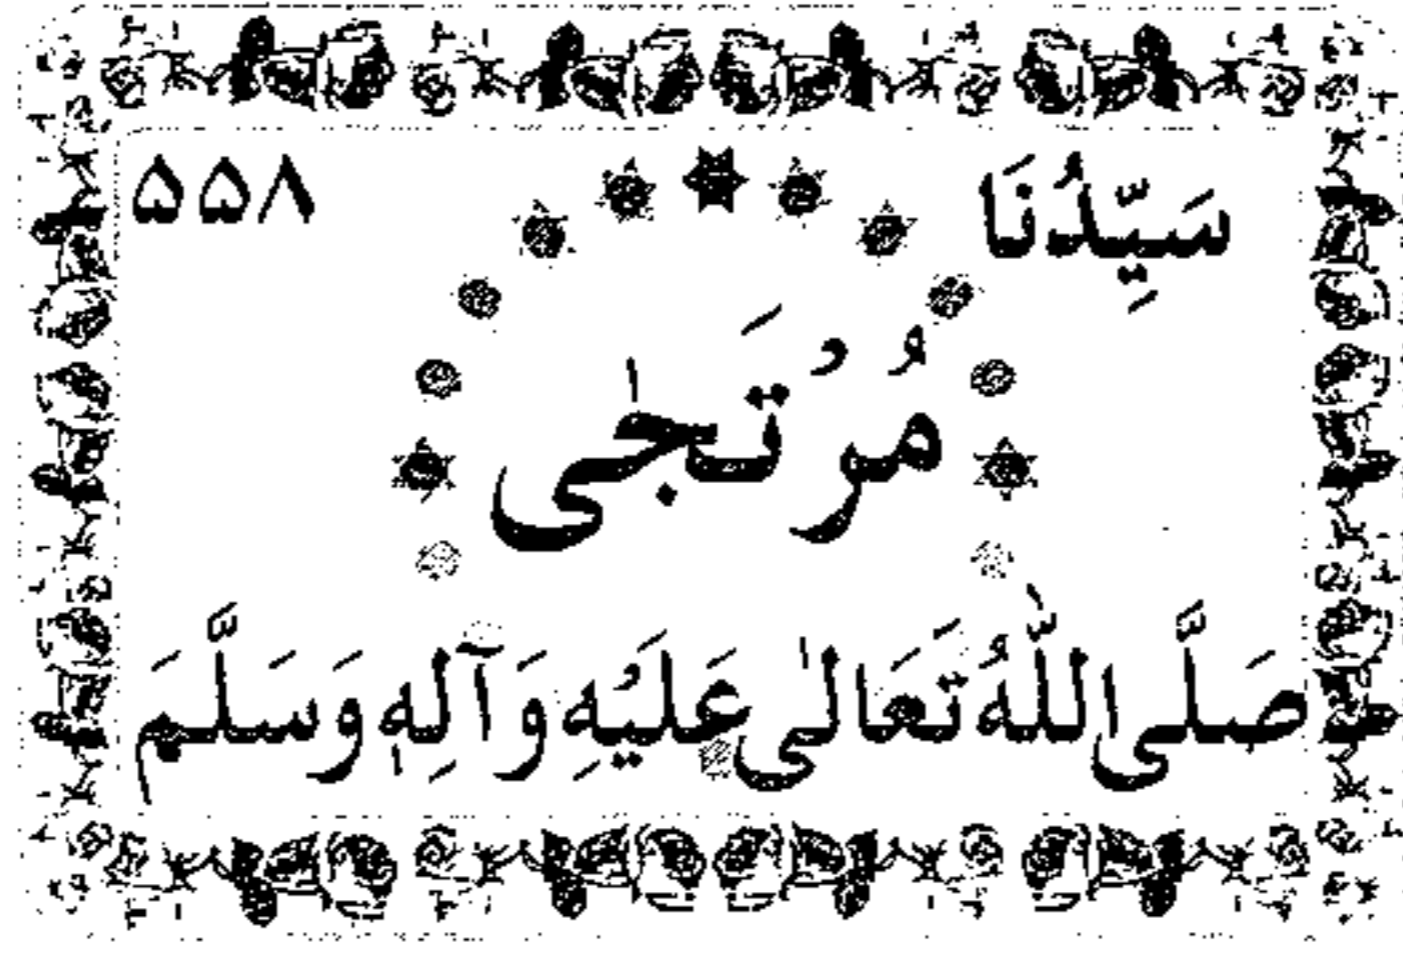 سَيِّدُنَا ۵۵۸
مُرْتَجٰی
صَلَّی اللّٰهُ تَعَالٰی عَلَيْهِ وَ آلِهٖ وَسَلَّمَ